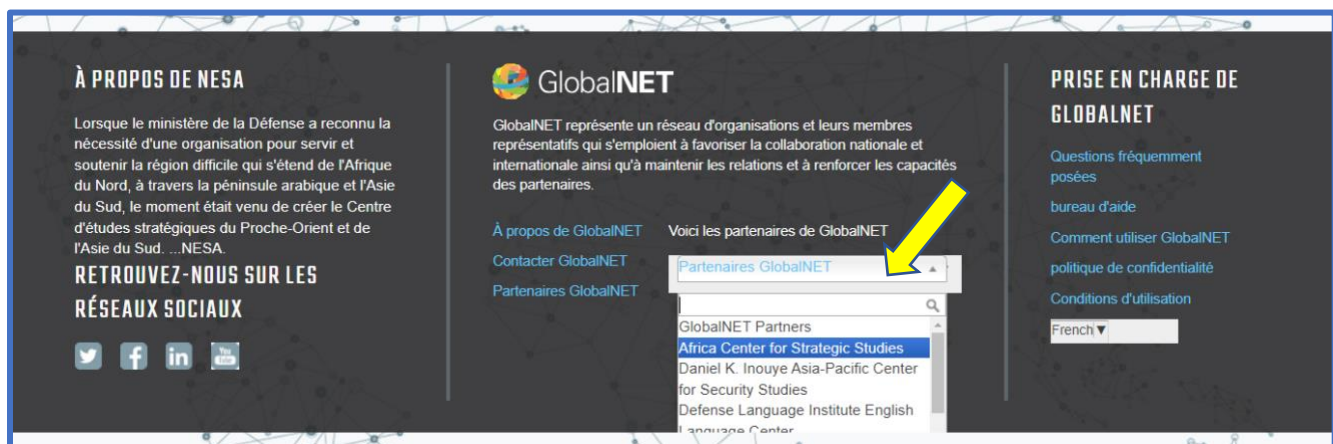 À PROPOS DE NESA
Lorsque le ministère de la Défense a reconnu la
nécessité d'une organisation pour servir et
soutenir la région difficile qui s'étend de l'Afrique
du Nord, à travers la péninsule arabique et l'Asie
du Sud, le moment était venu de créer le Centre
d'études stratégiques du Proche-Orient et de
l'Asie du Sud. ...NESA.
RETROUVEZ-NOUS SUR LES
RÉSEAUX SOCIAUX
You
Tube
GlobalNET
GlobalNET représente un réseau d'organisations et leurs membres
représentatifs qui s'emploient à favoriser la collaboration nationale et
internationale ainsi qu'à maintenir les relations et à renforcer les capacités
des partenaires.
À propos de GlobalNET
Contacter GlobalNET
Partenaires GlobalNET
Voici les partenaires de GlobalNET
Partenaires GlobalNET
GlobalNET Partners
Africa Center for Strategic Studies
Daniel K. Inouye Asia-Pacific Center
for Security Studies
Defense Language Institute English
Language Center
PRISE EN CHARGE DE
GLOBALNET
Questions fréquemment
posées
bureau d'aide
Comment utiliser GlobalNET
politique de confidentialité
Conditions d'utilisation
French